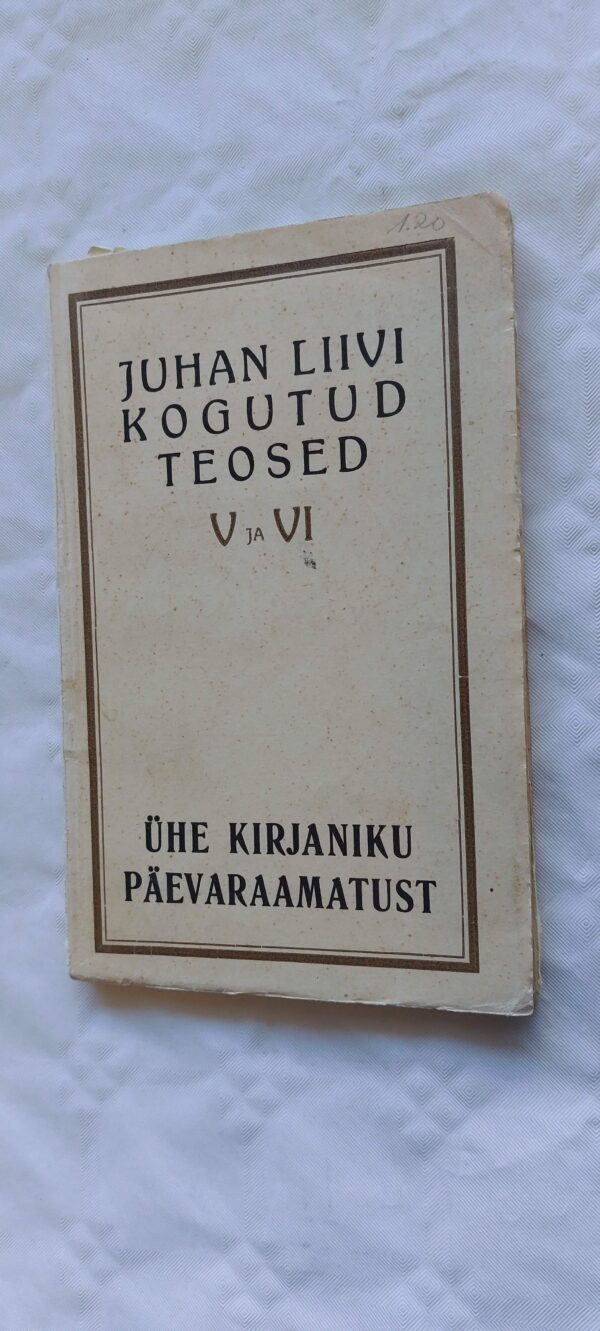 1.20
JUHAN LIIVI
KOGUTUD
TEOSED
V JA VI
ÜHE KIRJANIKU
PÄEVARAAMATUST